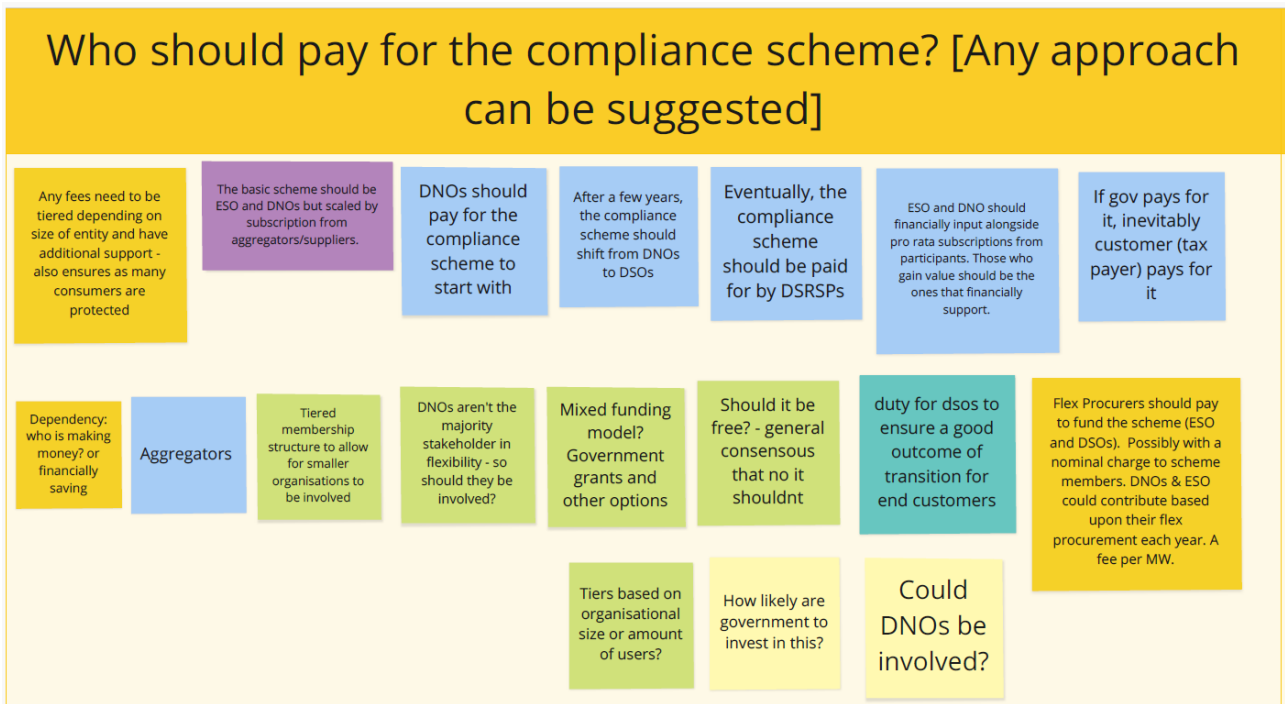 Who should pay for the compliance scheme? [Any approach
can be suggested]
Any fees need to be
tiered depending on
size of entity and have
additional support -
also ensures as many
consumers are
protected
The basic scheme should be
ESO and DNOs but scaled by
subscription from
aggregators/suppliers.
DNOs should
pay for the
compliance
scheme to
start with
After a few years,
the compliance
scheme should
shift from DNOs
to DSOs
Eventually, the
compliance
scheme
should be paid
for by DSRSPs
ESO and DNO should
financially input alongside
pro rata subscriptions from
participants. Those who
gain value should be the
ones that financially
support.
If gov pays for
it, inevitably
customer (tax
payer) pays for
it
Dependency:
who is making
money? or
financially
saving
Aggregators
Tiered
membership
structure to allow
for smaller
organisations to
be involved
DNOs aren't the
majority
stakeholder in
flexibility - so
should they be
involved?
Mixed funding
model?
Government
grants and
other options
Should it be
free? - general
consensous
that no it
shouldnt
duty for dsos to
ensure a good
outcome of
transition for
end customers
Flex Procurers should pay
to fund the scheme (ESO
and DSOs). Possibly with a
nominal charge to scheme
members. DNOs & ESO
could contribute based
upon their flex
procurement each year. A
fee per MW.
Tiers based on
organisational
size or amount
of users?
How likely are
government to
invest in this?
Could
DNOs be
involved?